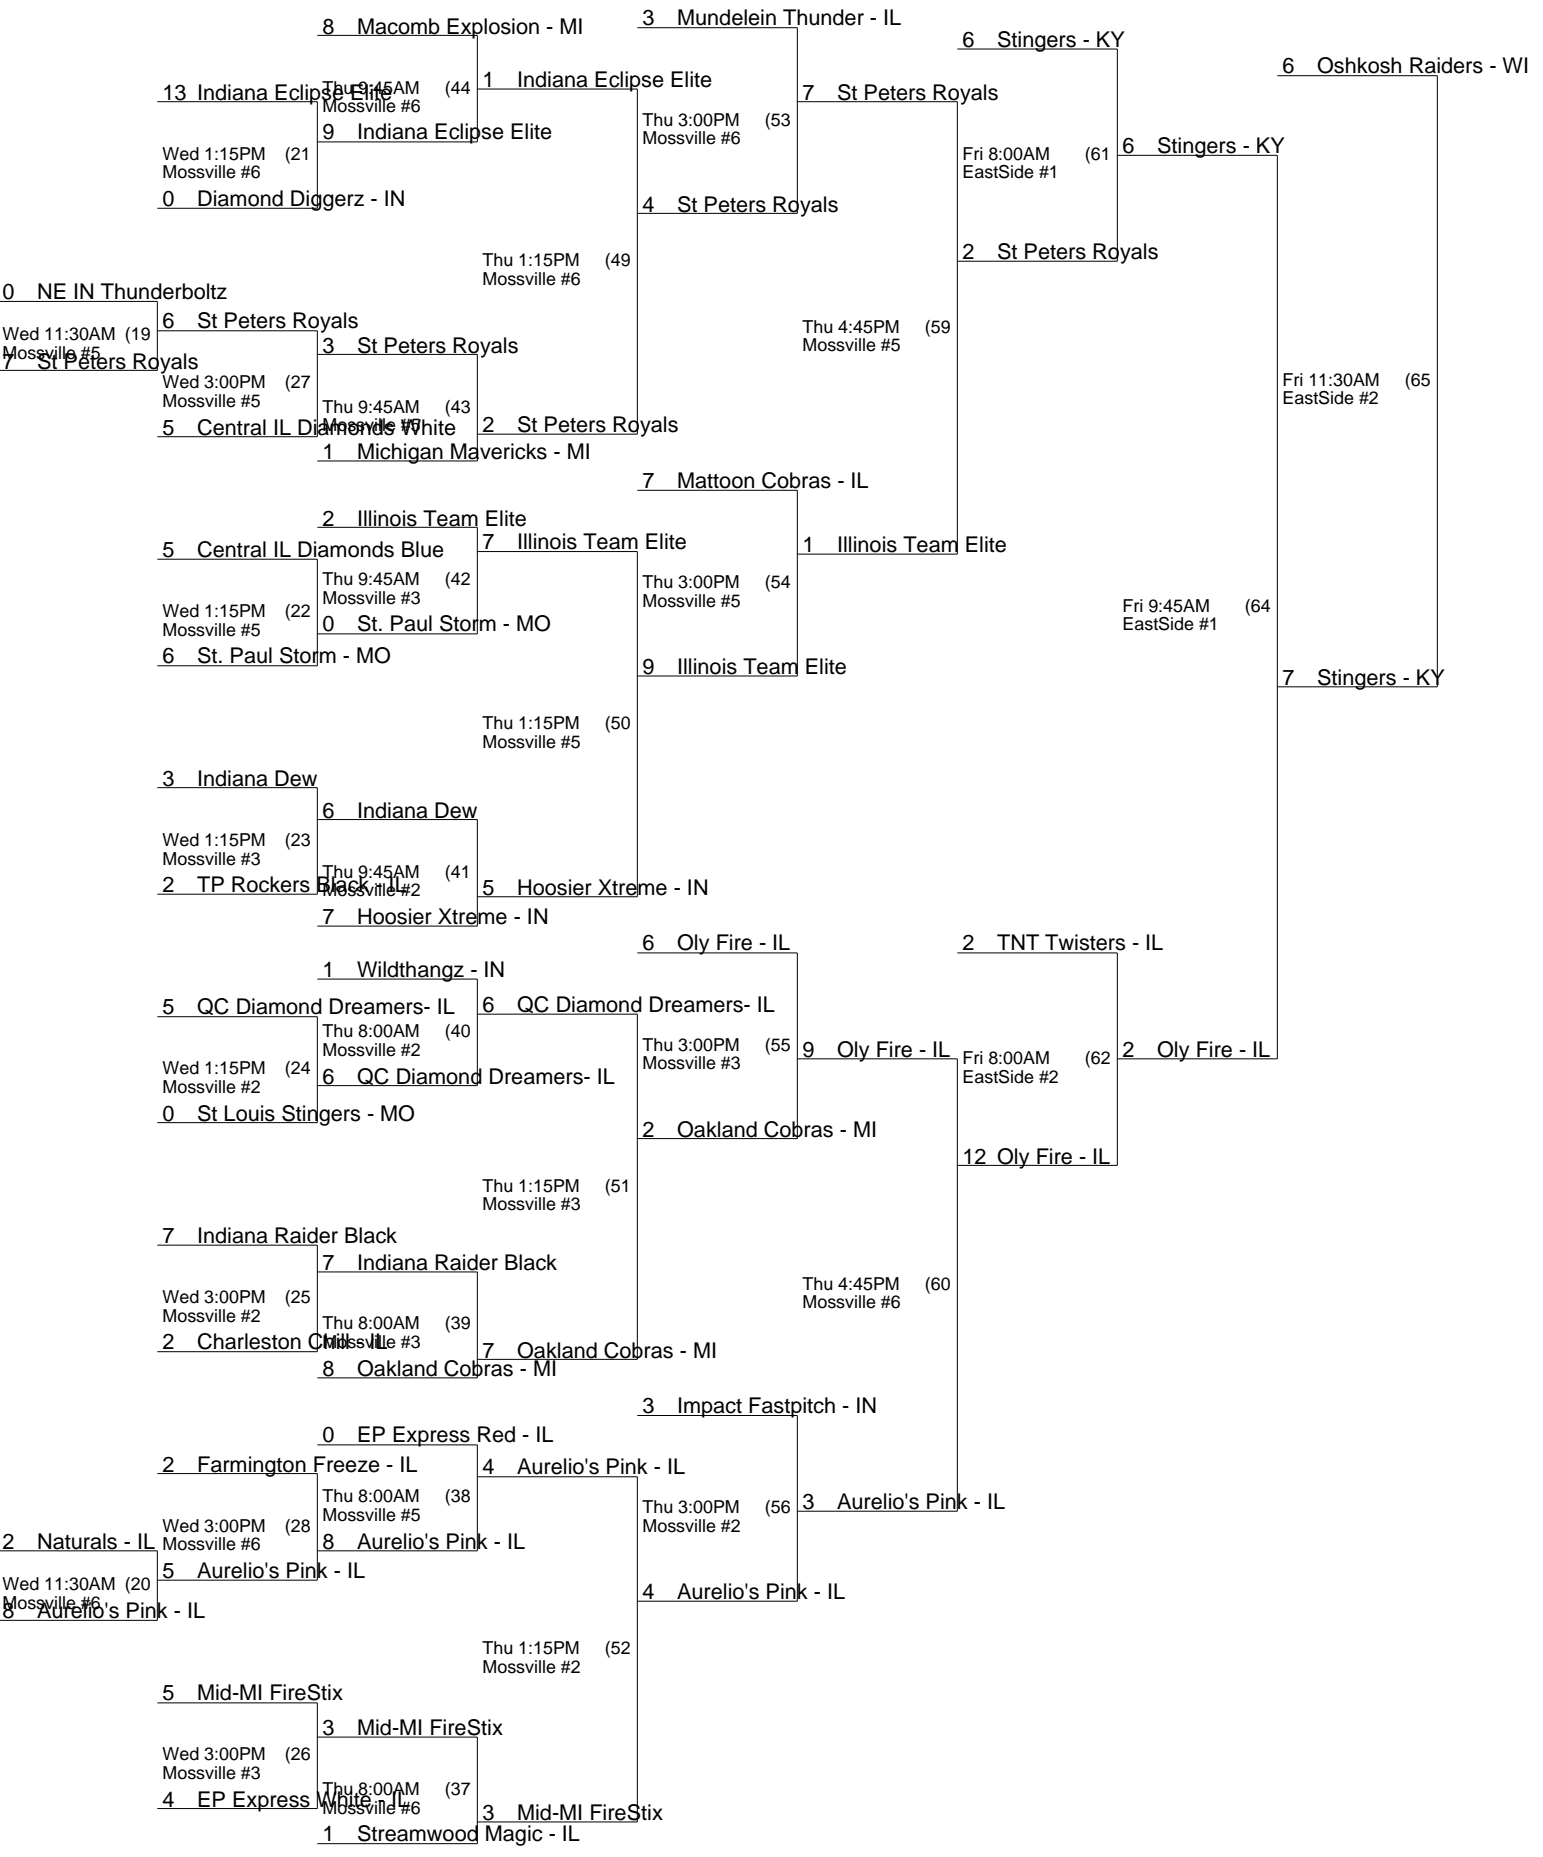 8 Macomb Explosion - MI
3 Mundelein Thunder - IL
6 Stingers - KY
6 Oshkosh Raiders - WI
13 Indiana Eclipse Elite
Thu 9:45AM (44
Mossville #6
1 Indiana Eclipse Elite
7 St Peters Royals
9 Indiana Eclipse Elite
Thu 3:00PM (53
Mossville #6
Wed 1:15PM (21
Mossville #6
Fri 8:00AM (61
EastSide #1
6 Stingers - KY
0 Diamond Diggerz - IN
4 St Peters Royals
2 St Peters Royals
Thu 1:15PM (49
Mossville #6
0 NE IN Thunderboltz
Wed 11:30AM (19
Mossville #5
7 St Peters Royals
6 St Peters Royals
3 St Peters Royals
Thu 4:45PM (59
Mossville #5
Wed 3:00PM (27
Mossville #5
Thu 9:45AM (43
Mossville #5
Fri 11:30AM (65
EastSide #2
5 Central IL Diamonds White
2 St Peters Royals
1 Michigan Mavericks - MI
7 Mattoon Cobras - IL
2 Illinois Team Elite
5 Central IL Diamonds Blue
7 Illinois Team Elite
1 Illinois Team Elite
Thu 9:45AM (42
Mossville #3
Thu 3:00PM (54
Mossville #5
Wed 1:15PM (22
Mossville #5
0 St. Paul Storm - MO
Fri 9:45AM (64
EastSide #1
6 St. Paul Storm - MO
9 Illinois Team Elite
7 Stingers - KY
Thu 1:15PM (50
Mossville #5
3 Indiana Dew
6 Indiana Dew
Wed 1:15PM (23
Mossville #3
Thu 9:45AM (41
Mossville #2
2 TP Rockers Black - IL
5 Hoosier Xtreme - IN
7 Hoosier Xtreme - IN
6 Oly Fire - IL
2 TNT Twisters - IL
1 Wildthangz - IN
5 QC Diamond Dreamers- IL
6 QC Diamond Dreamers- IL
Thu 8:00AM (40
Mossville #2
Thu 3:00PM (55
Mossville #3
9 Oly Fire - IL
Fri 8:00AM (62
EastSide #2
2 Oly Fire - IL
Wed 1:15PM (24
Mossville #2
6 QC Diamond Dreamers- IL
0 St Louis Stingers - MO
2 Oakland Cobras - MI
12 Oly Fire - IL
Thu 1:15PM (51
Mossville #3
7 Indiana Raider Black
7 Indiana Raider Black
Wed 3:00PM (25
Mossville #2
Thu 4:45PM (60
Mossville #6
Thu 8:00AM (39
Mossville #3
2 Charleston Chill - IL
7 Oakland Cobras - MI
8 Oakland Cobras - MI
3 Impact Fastpitch - IN
0 EP Express Red - IL
2 Farmington Freeze - IL
4 Aurelio's Pink - IL
Thu 8:00AM (38
Mossville #5
Thu 3:00PM (56
Mossville #2
3 Aurelio's Pink - IL
Wed 3:00PM (28
Mossville #6
2 Naturals - IL
8 Aurelio's Pink - IL
5 Aurelio's Pink - IL
Wed 11:30AM (20
Mossville #6
8 Aurelio's Pink - IL
4 Aurelio's Pink - IL
Thu 1:15PM (52
Mossville #2
5 Mid-MI FireStix
3 Mid-MI FireStix
Wed 3:00PM (26
Mossville #3
Thu 8:00AM (37
Mossville #6
4 EP Express White - IL
3 Mid-MI FireStix
1 Streamwood Magic - IL